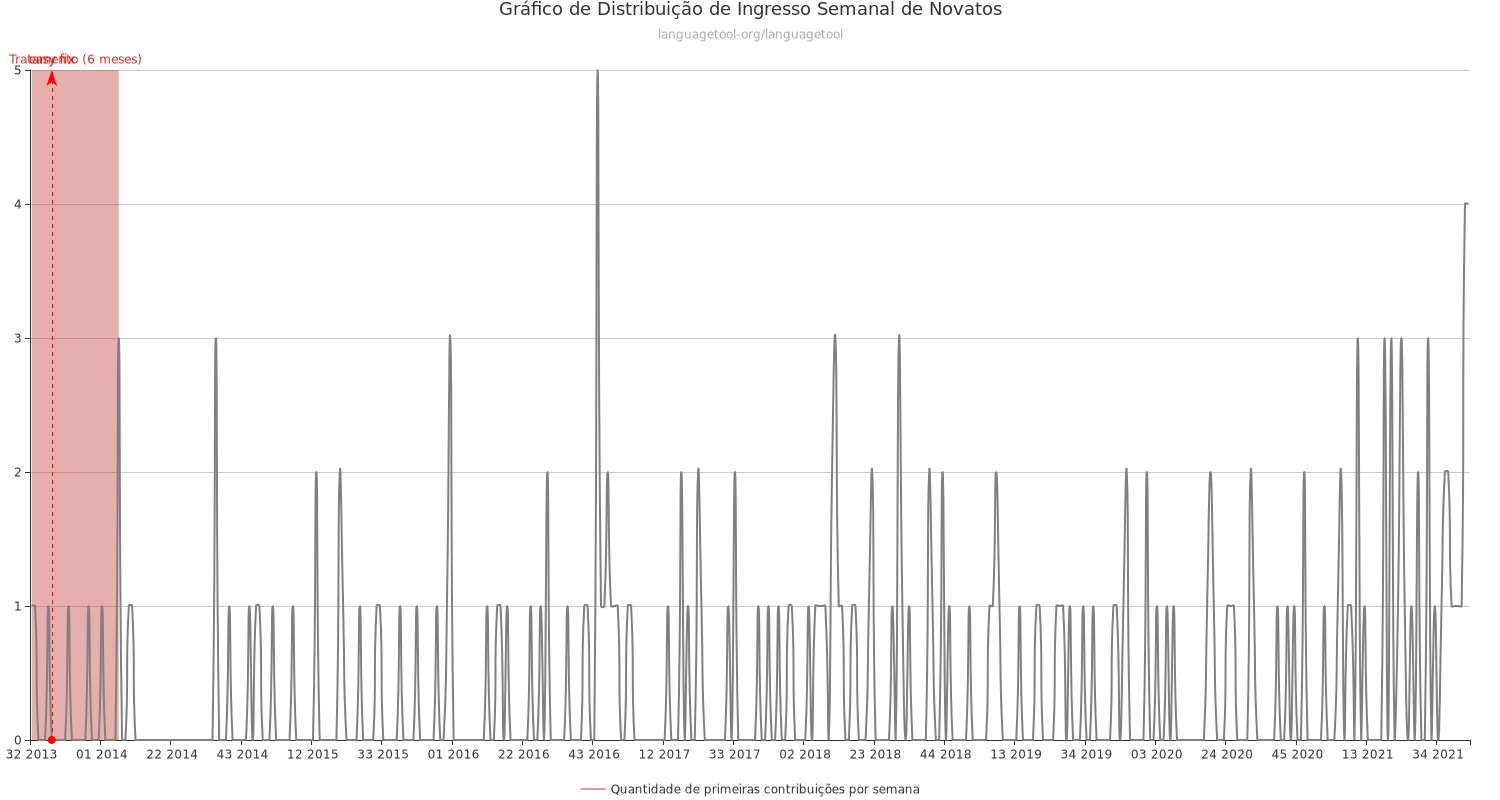 Gráfico de Distribuição de Ingresso Semanal de Novatos
languagetool-org/languagetool
Tratamento (6 meses)
easy fix
5
4
3
2
1
0
32 2013 01 2014 22 2014 43 2014 12 2015 33 2015 01 2016 22 2016 43 2016 12 2017 33 2017 02 2018 23 2018 44 2018 13 2019 34 2019 03 2020 24 2020 45 2020 13 2021 34 2021
Quantidade de primeiras contribuições por semana